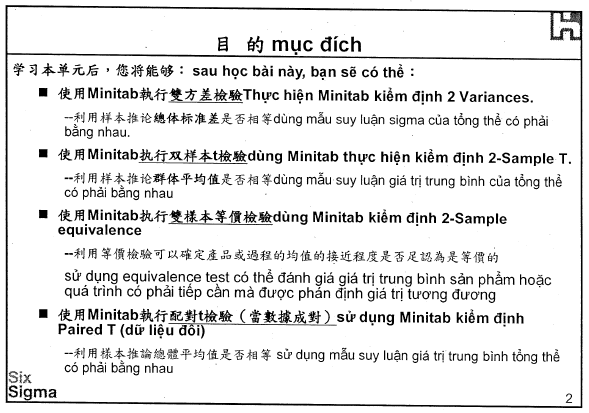 目 的 mục đích
学习本单元后，您将能够： sau học bài này, bạn sẽ có thể：
使用Minitab執行雙方差檢驗Thực hiện Minitab kiểm định 2 Variances.
--利用样本推论總体标准差是否相等dùng mẫu suy luận sigma của tổng thể có phải
bằng nhau.
使用Minitab执行双样本t檢驗dùng Minitab thực hiện kiểm định 2-Sample T.
--利用样本推论群体平均值是否相等dùng mẫu suy luận giá trị trung bình của tổng thể
có phải bằng nhau
使用Minitab执行雙樣本等價檢驗dùng Minitab kiểm định 2-Sample
equivalence
--利用等價檢驗可以確定產品或過程的均值的接近程度是否足認為是等價的
sử dụng equivalence test có thể đánh giá giá trị trung bình sản phẩm hoặc
quá trình có phải tiếp cần mà được phán định giá trị tương đương
使用Minitab執行配對t檢驗（當數據成對）sử dụng Minitab kiểm định
Paired T (dữ liệu đôi)
--利用樣本推論總體平均值是否相等 sử dụng mẫu suy luận giá trị trung bình tổng thể
có phải bằng nhau
Six
Sigma
2